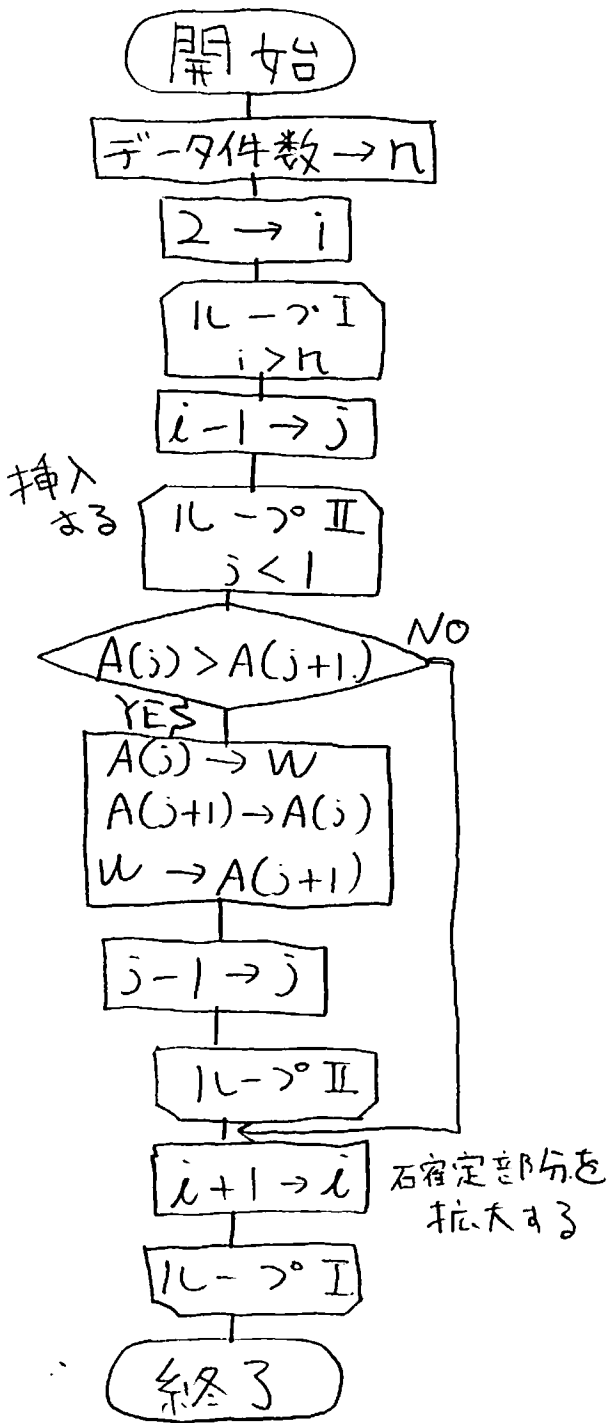 開始
データ件数→n
2 → i
ループI
i>n
i-1→j
挿入
する
ループII
j<1
A(j)>A(j+1)
NO
YES
A(j)→W
A(j+1)→A(j)
W →A(j+1)
j-1→j
ループII
i+1→i
確定部分を
拡大する
ループI
終了